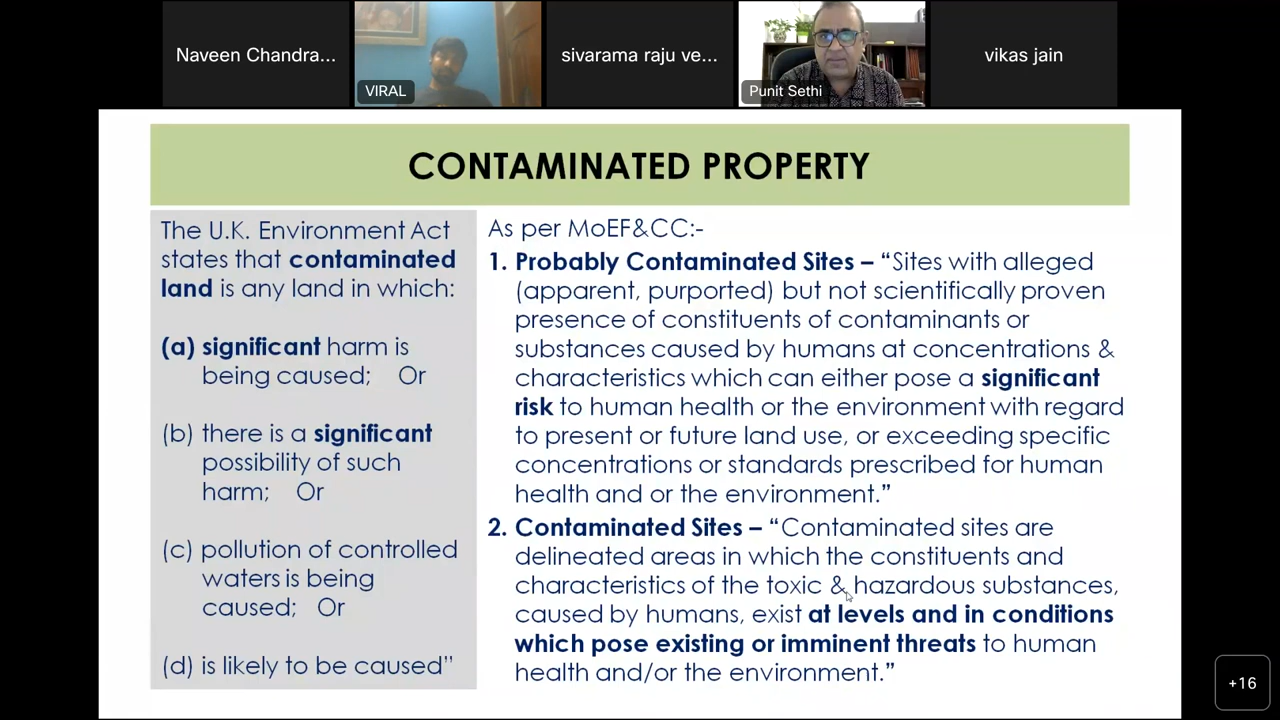 Naveen Chandra...
VIRAL
sivarama raju ve...
Punit Sethi
vikas jain
CONTAMINATED PROPERTY
The U.K. Environment Act
states that contaminated
land is any land in which:
(a) significant harm is
being caused; Or
(b) there is a significant
possibility of such
harm; Or
(c) pollution of controlled
waters is being
caused; Or
(d) is likely to be caused”
As per MoEF&CC:-
1. Probably Contaminated Sites – “Sites with alleged
(apparent, purported) but not scientifically proven
presence of constituents of contaminants or
substances caused by humans at concentrations &
characteristics which can either pose a significant
risk to human health or the environment with regard
to present or future land use, or exceeding specific
concentrations or standards prescribed for human
health and or the environment.”
2. Contaminated Sites – “Contaminated sites are
delineated areas in which the constituents and
characteristics of the toxic & hazardous substances,
caused by humans, exist at levels and in conditions
which pose existing or imminent threats to human
health and/or the environment.”
+16